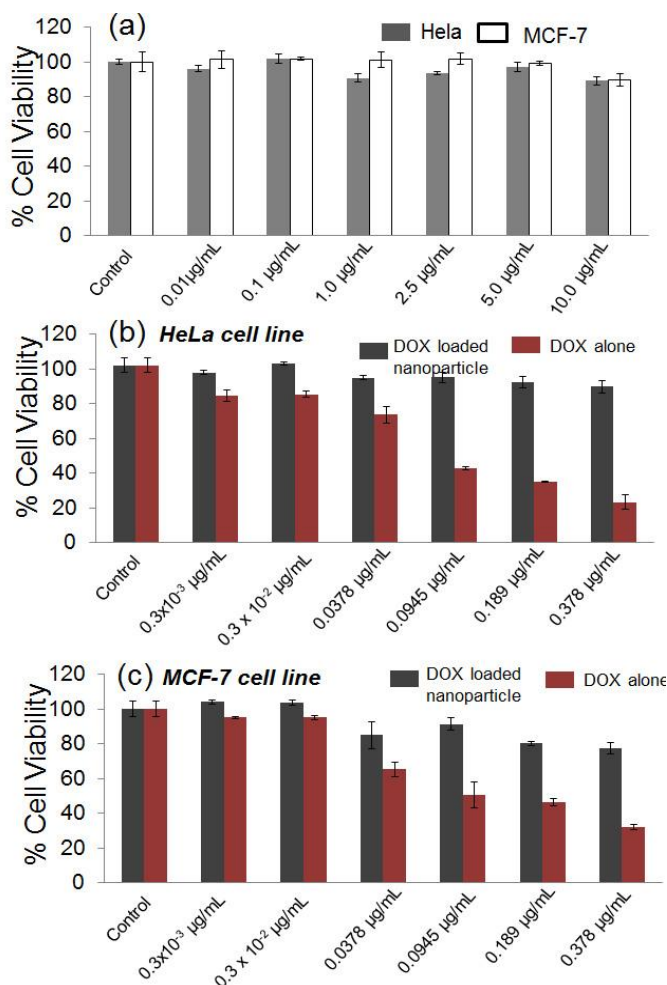 (a)
Hela
MCF-7
% Cell Viability
120
100
80
60
40
20
0
Control
0.01µg/mL
0.1 µg/mL
1.0 µg/mL
2.5 µg/mL
5.0 µg/mL
10.0 µg/mL
(b) HeLa cell line
DOX loaded
nanoparticle
DOX alone
% Cell Viability
120
100
80
60
40
20
0
Control
0.3x10⁻³ µg/mL
0.3 x 10⁻² µg/mL
0.0378 µg/mL
0.0945 µg/mL
0.189 µg/mL
0.378 µg/mL
(c) MCF-7 cell line
DOX loaded
nanoparticle
DOX alone
% Cell Viability
120
100
80
60
40
20
0
Control
0.3x10⁻³ µg/mL
0.3 x 10⁻² µg/mL
0.0378 µg/mL
0.0945 µg/mL
0.189 µg/mL
0.378 µg/mL